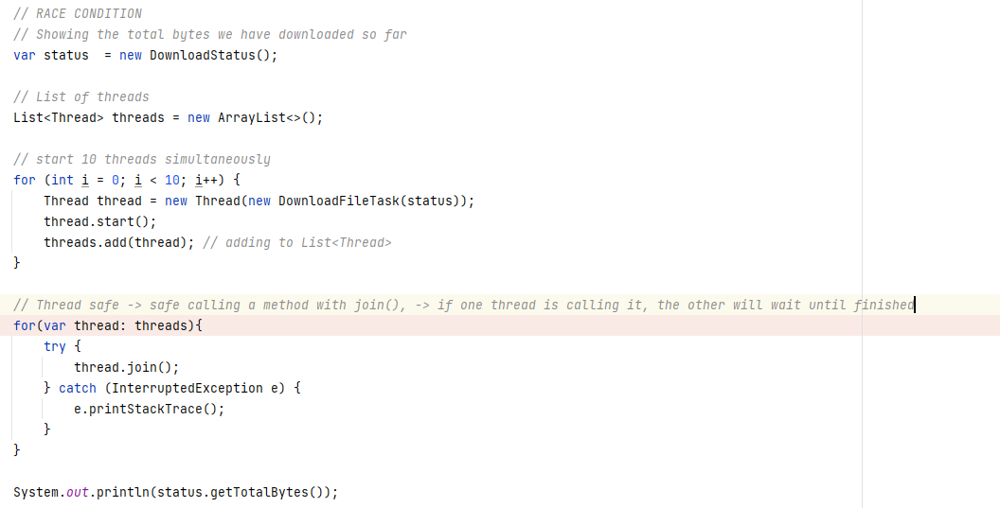 // RACE CONDITION
// Showing the total bytes we have downloaded so far
var status  = new DownloadStatus();
// List of threads
List<Thread> threads = new ArrayList<>();
// start 10 threads simultaneously
for (int i = 0; i < 10; i++) {
    Thread thread = new Thread(new DownloadFileTask(status));
    thread.start();
    threads.add(thread); // adding to List<Thread>
}
// Thread safe -> safe calling a method with join(), -> if one thread is calling it, the other will wait until finished
for(var thread: threads){
    try {
        thread.join();
    } catch (InterruptedException e) {
        e.printStackTrace();
    }
}
System.out.println(status.getTotalBytes());